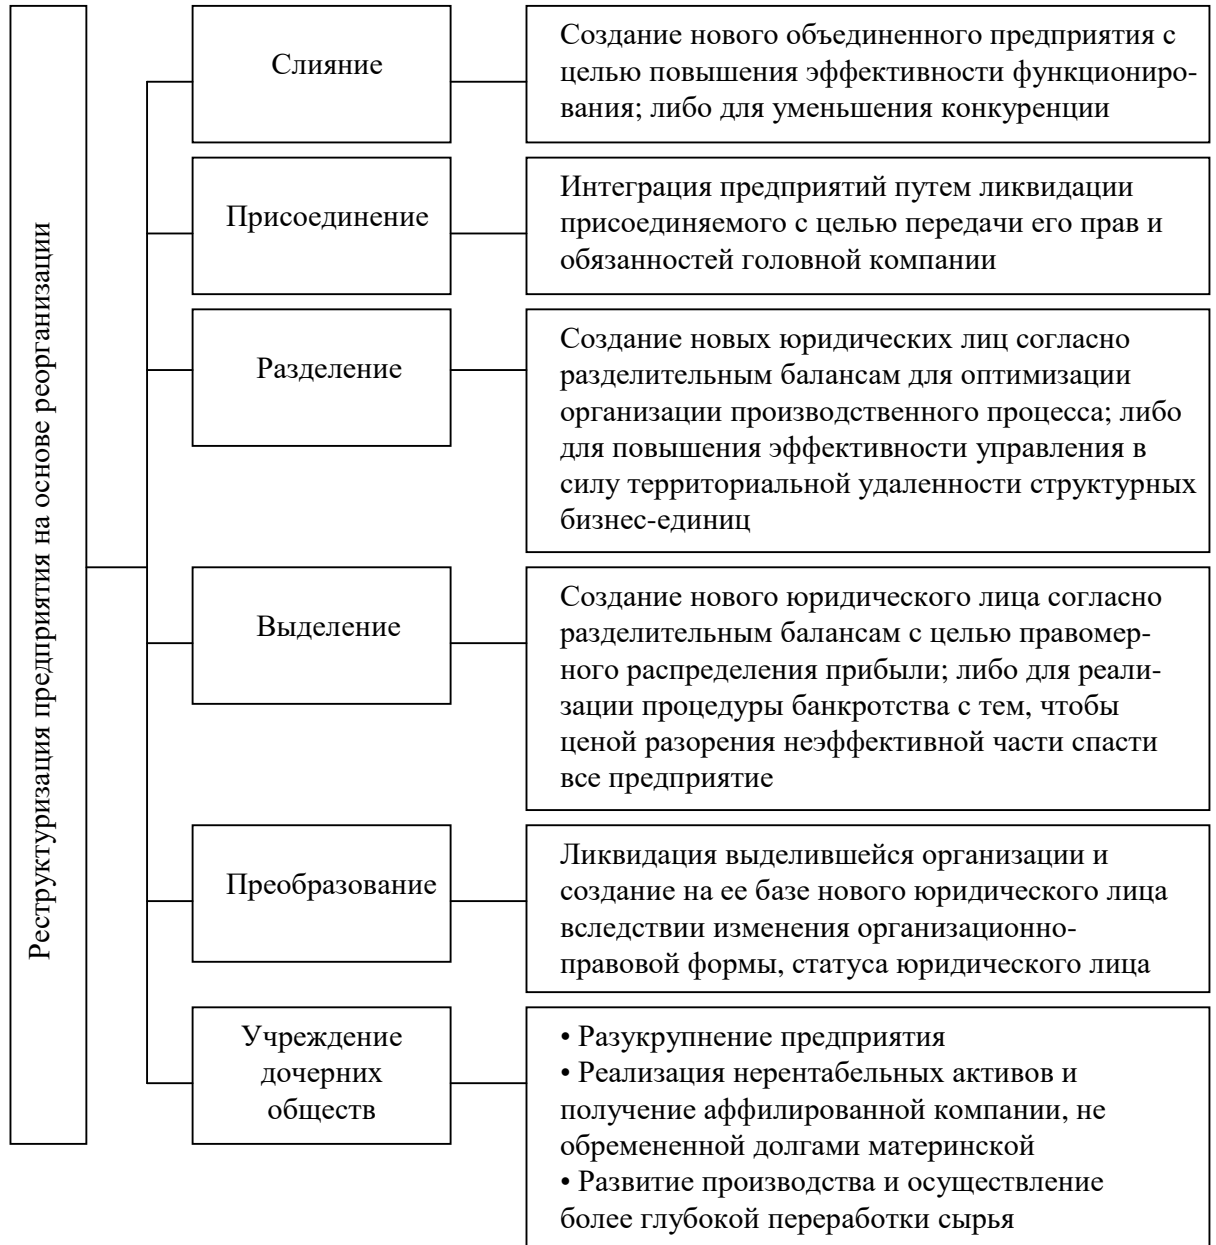 Реструктуризация предприятия на основе реорганизации
Слияние
Создание нового объединенного предприятия с
целью повышения эффективности функциониро-
вания; либо для уменьшения конкуренции
Присоединение
Интеграция предприятий путем ликвидации
присоединяемого с целью передачи его прав и
обязанностей головной компании
Разделение
Создание новых юридических лиц согласно
разделительным балансам для оптимизации
организации производственного процесса; либо
для повышения эффективности управления в
силу территориальной удаленности структурных
бизнес-единиц
Выделение
Создание нового юридического лица согласно
разделительным балансам с целью правомер-
ного распределения прибыли; либо для реали-
зации процедуры банкротства с тем, чтобы
ценой разорения неэффективной части спасти
все предприятие
Преобразование
Ликвидация выделившейся организации и
создание на ее базе нового юридического лица
вследствии изменения организационно-
правовой формы, статуса юридического лица
Учреждение
дочерних
обществ
• Разукрупнение предприятия
• Реализация нерентабельных активов и
получение аффилированной компании, не
обремененной долгами материнской
• Развитие производства и осуществление
более глубокой переработки сырья